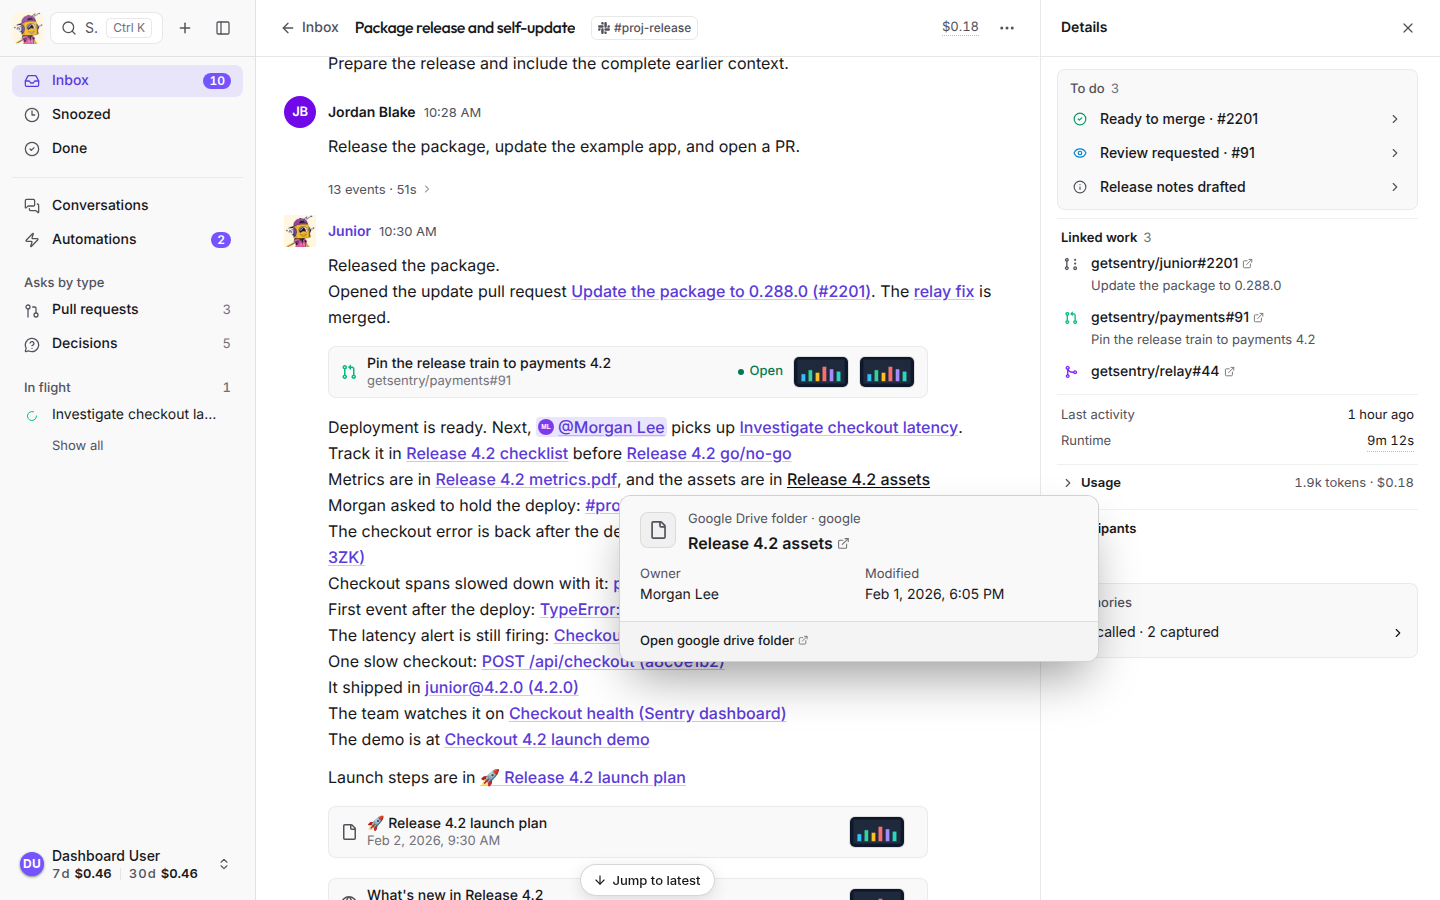 S.
Ctrl K
Inbox
10
Snoozed
Done
Conversations
Automations
2
Asks by type
Pull requests
3
Decisions
5
In flight
1
Investigate checkout la...
Show all
DU
Dashboard User
7d $0.46
30d $0.46
Inbox
Package release and self-update
#proj-release
$0.18
Prepare the release and include the complete earlier context.
JB
Jordan Blake
10:28 AM
Release the package, update the example app, and open a PR.
13 events · 51s
Junior
10:30 AM
Released the package.
Opened the update pull request Update the package to 0.288.0 (#2201). The relay fix is
merged.
Pin the release train to payments 4.2
getsentry/payments#91
Open
Deployment is ready. Next, ML @Morgan Lee picks up Investigate checkout latency.
Track it in Release 4.2 checklist before Release 4.2 go/no-go
Metrics are in Release 4.2 metrics.pdf, and the assets are in Release 4.2 assets
Morgan asked to hold the deploy: #pro
The checkout error is back after the de
3ZK)
Checkout spans slowed down with it: p
First event after the deploy: TypeError:
The latency alert is still firing: Checkou
One slow checkout: POST /api/checkout (a8c0e1b2)
It shipped in junior@4.2.0 (4.2.0)
The team watches it on Checkout health (Sentry dashboard)
The demo is at Checkout 4.2 launch demo
Launch steps are in 🚀 Release 4.2 launch plan
🚀 Release 4.2 launch plan
Feb 2, 2026, 9:30 AM
What's new in Release 4.2
Jump to latest
Google Drive folder · google
Release 4.2 assets
Owner
Morgan Lee
Modified
Feb 1, 2026, 6:05 PM
Open google drive folder
Details
To do 3
Ready to merge · #2201
Review requested · #91
Release notes drafted
Linked work 3
getsentry/junior#2201
Update the package to 0.288.0
getsentry/payments#91
Pin the release train to payments 4.2
getsentry/relay#44
Last activity
1 hour ago
Runtime
9m 12s
Usage
1.9k tokens · $0.18
ipants
ories
called · 2 captured